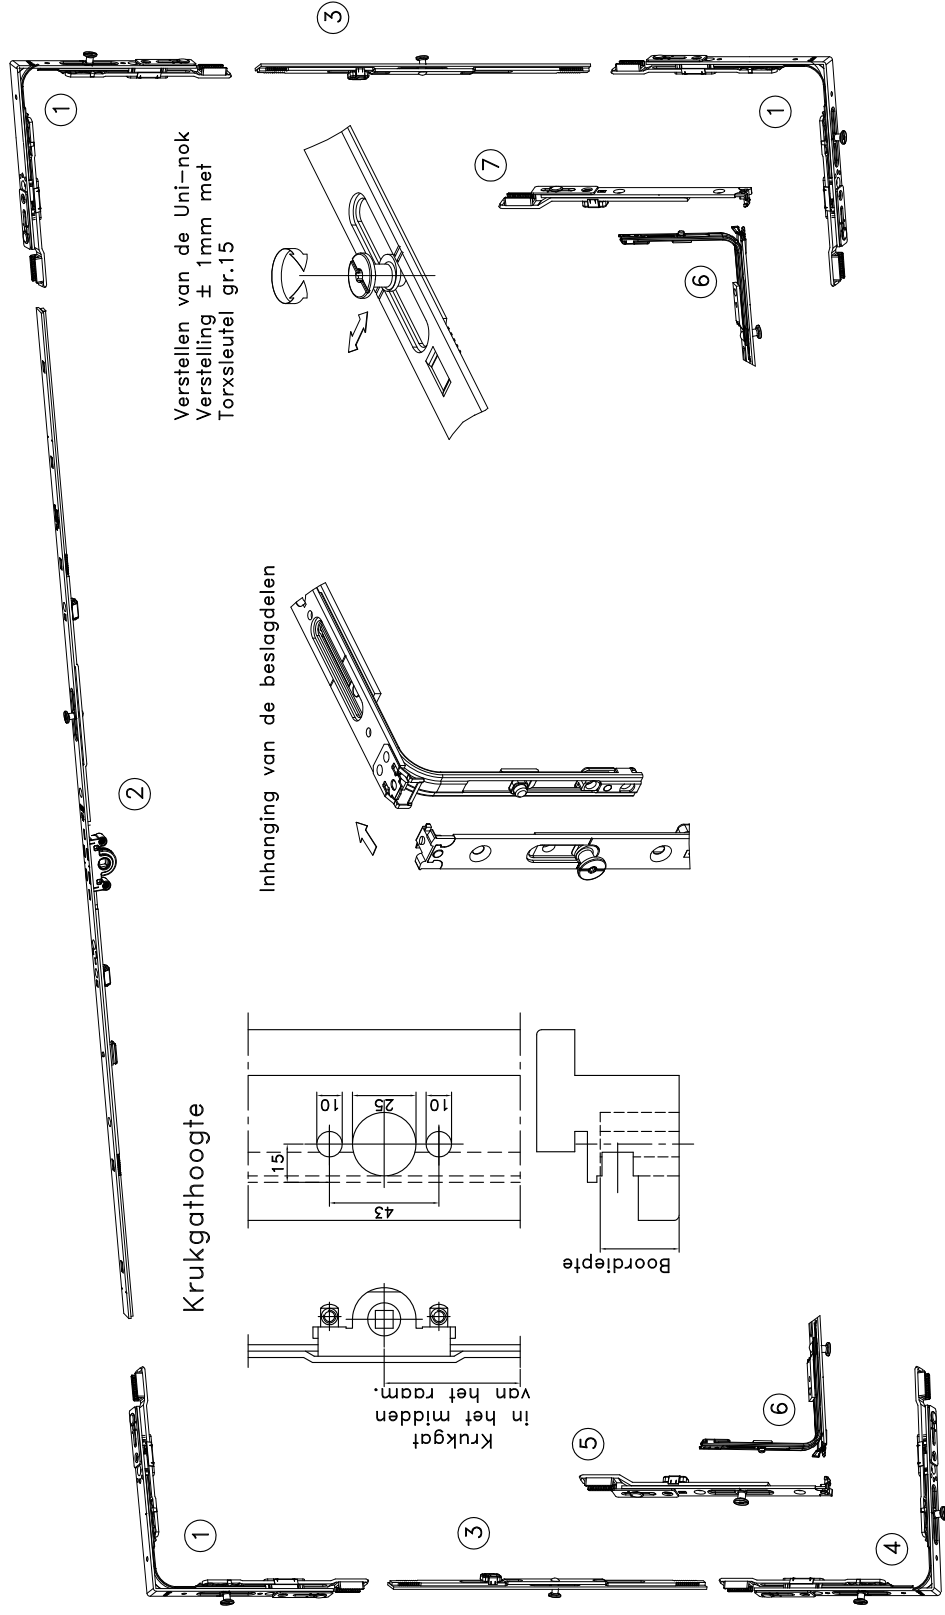 3
1
1
Verstellen van de Uni-nok
Verstelling ± 1mm met
Torxsleutel gr.15
7
6
2
Inhanging van de beslagdelen
Krukgathoogte
10
25
10
15
43
Boordiepte
Krukgat
in het midden
van het raam.
6
5
1
3
4